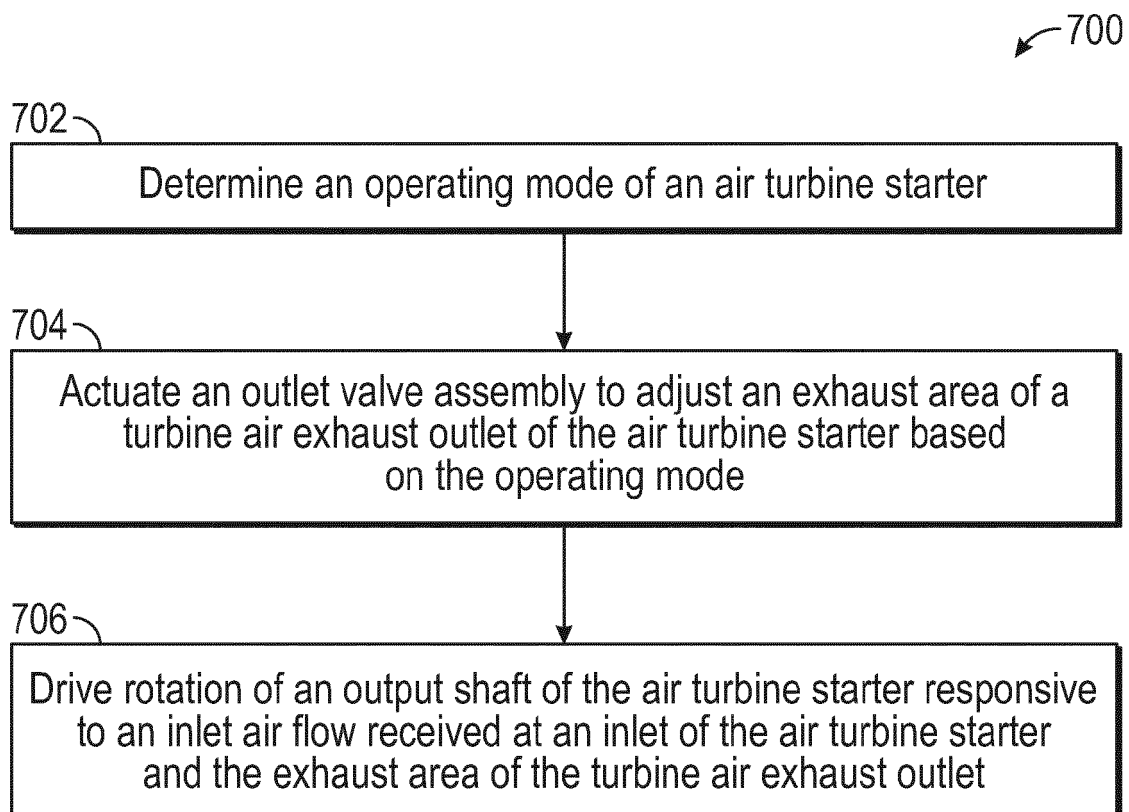 700
702
Determine an operating mode of an air turbine starter
704
Actuate an outlet valve assembly to adjust an exhaust area of a
turbine air exhaust outlet of the air turbine starter based
on the operating mode
706
Drive rotation of an output shaft of the air turbine starter responsive
to an inlet air flow received at an inlet of the air turbine starter
and the exhaust area of the turbine air exhaust outlet